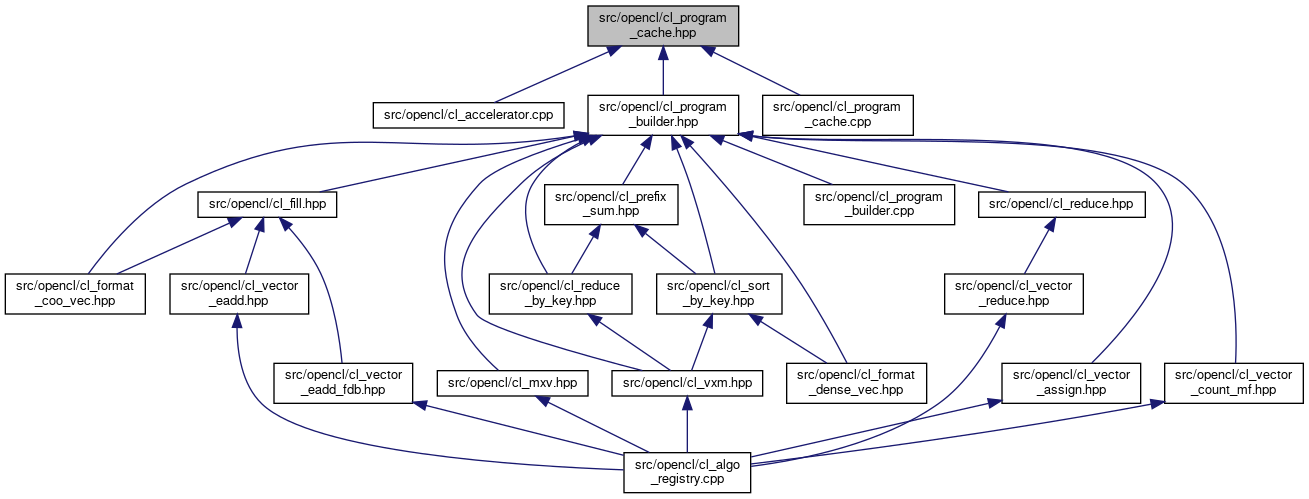 src/opencl/cl_program
_cache.hpp
src/opencl/cl_accelerator.cpp
src/opencl/cl_program
_builder.hpp
src/opencl/cl_program
_cache.cpp
src/opencl/cl_fill.hpp
src/opencl/cl_prefix
_sum.hpp
src/opencl/cl_program
_builder.cpp
src/opencl/cl_reduce.hpp
src/opencl/cl_format
_coo_vec.hpp
src/opencl/cl_vector
_eadd.hpp
src/opencl/cl_reduce
_by_key.hpp
src/opencl/cl_sort
_by_key.hpp
src/opencl/cl_vector
_reduce.hpp
src/opencl/cl_vector
_eadd_fdb.hpp
src/opencl/cl_mxv.hpp
src/opencl/cl_vxm.hpp
src/opencl/cl_format
_dense_vec.hpp
src/opencl/cl_vector
_assign.hpp
src/opencl/cl_vector
_count_mf.hpp
src/opencl/cl_algo
_registry.cpp